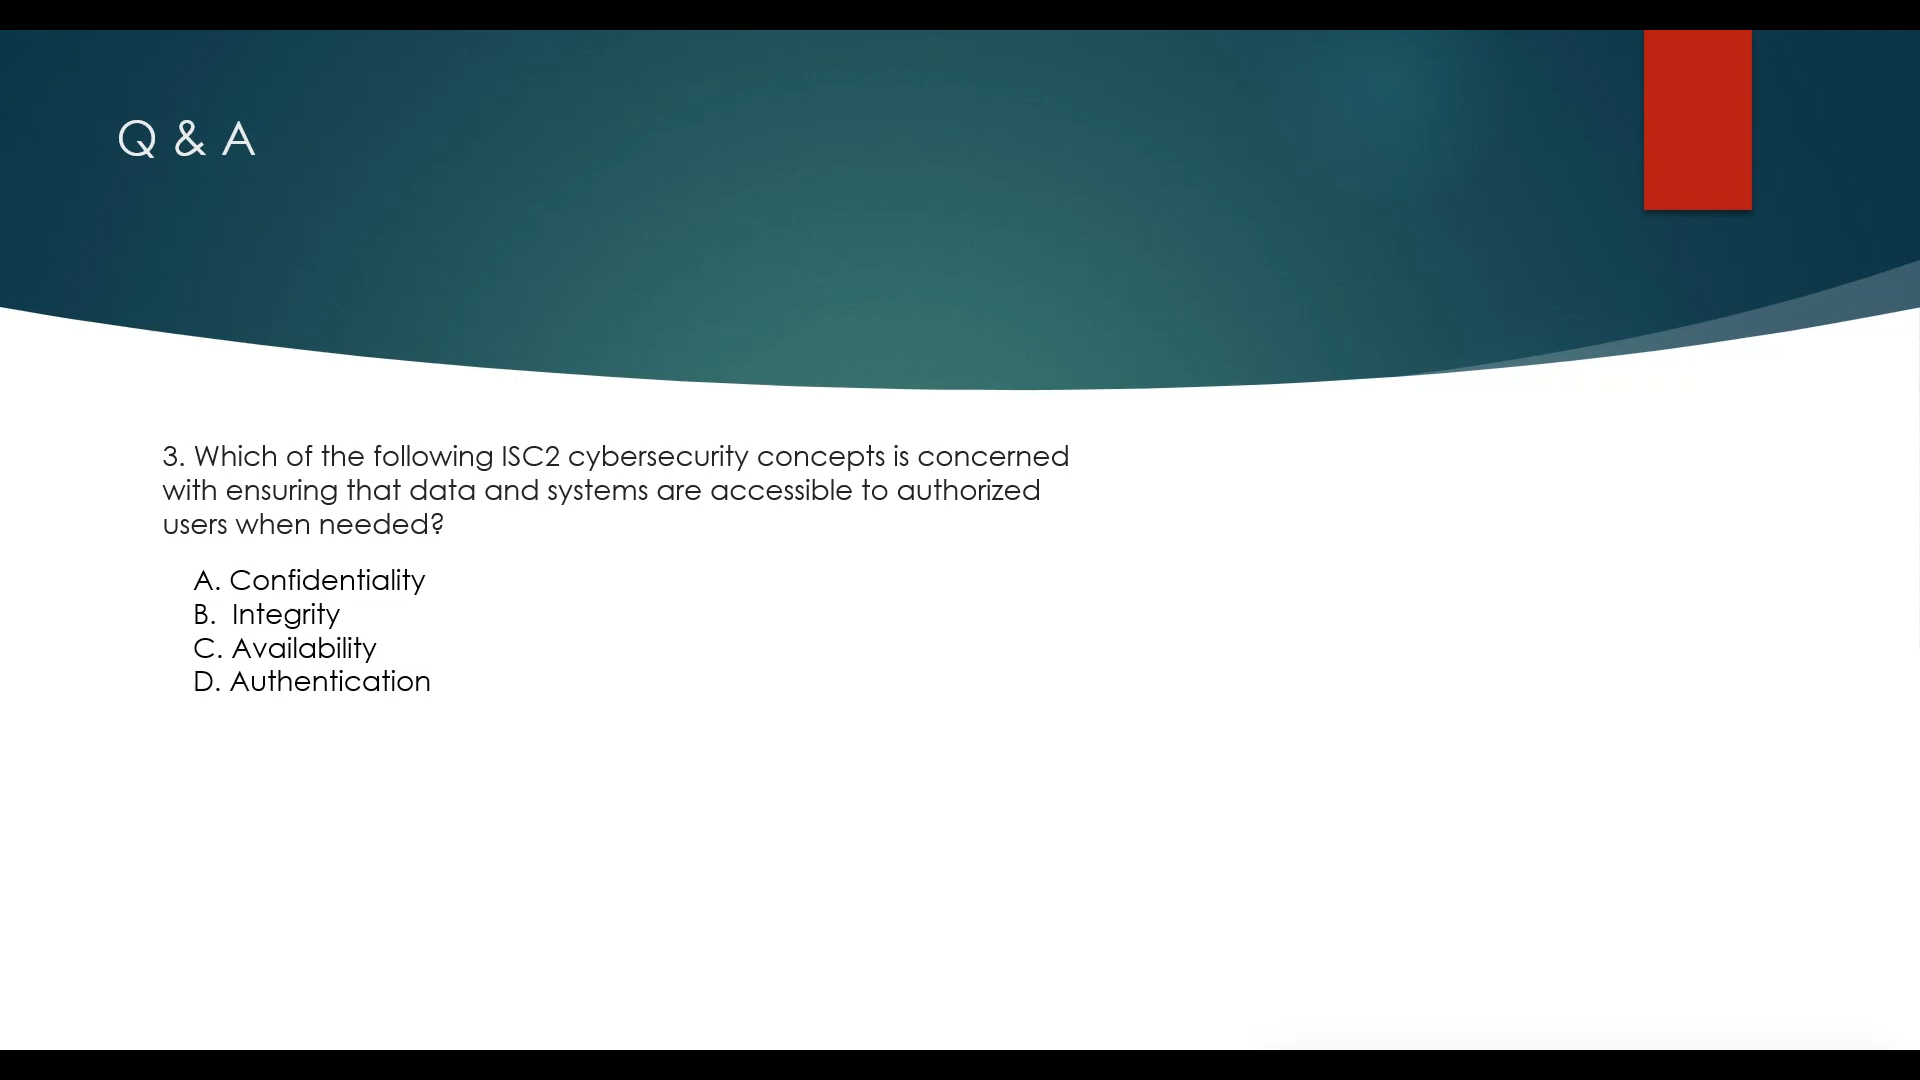 Q & A
3. Which of the following ISC2 cybersecurity concepts is concerned
with ensuring that data and systems are accessible to authorized
users when needed?
A. Confidentiality
B. Integrity
C. Availability
D. Authentication